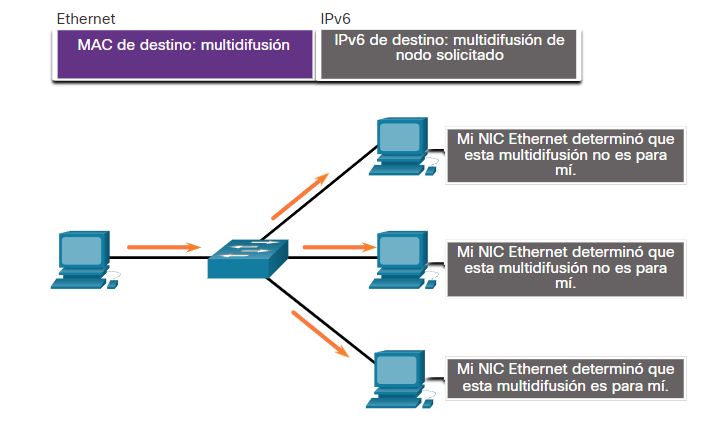 Ethernet
IPv6
MAC de destino: multidifusión
IPv6 de destino: multidifusión de
nodo solicitado
Mi NIC Ethernet determinó que
esta multidifusión no es para
mí.
Mi NIC Ethernet determinó que
esta multidifusión no es para
mí.
Mi NIC Ethernet determinó que
esta multidifusión es para mí.